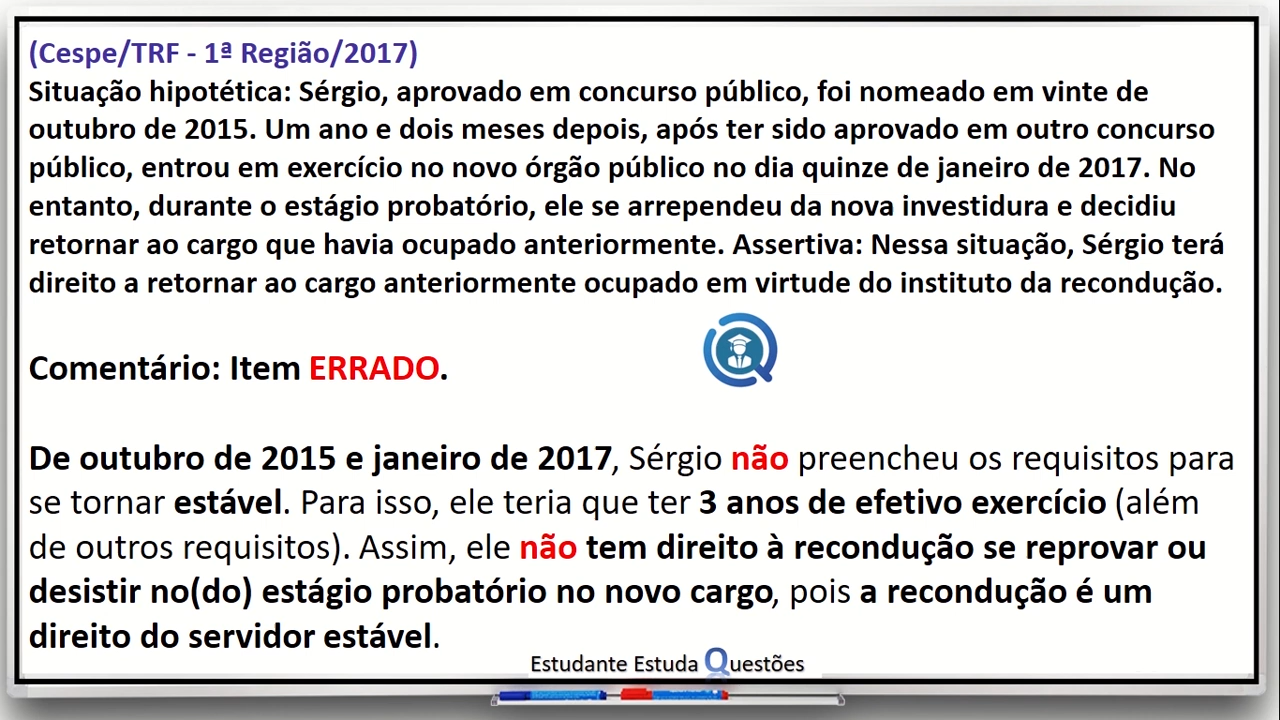 (Cespe/TRF - 1ª Região/2017)
Situação hipotética: Sérgio, aprovado em concurso público, foi nomeado em vinte de
outubro de 2015. Um ano e dois meses depois, após ter sido aprovado em outro concurso
público, entrou em exercício no novo órgão público no dia quinze de janeiro de 2017. No
entanto, durante o estágio probatório, ele se arrependeu da nova investidura e decidiu
retornar ao cargo que havia ocupado anteriormente. Assertiva: Nessa situação, Sérgio terá
direito a retornar ao cargo anteriormente ocupado em virtude do instituto da recondução.
Comentário: Item ERRADO.
De outubro de 2015 e janeiro de 2017, Sérgio não preencheu os requisitos para
se tornar estável. Para isso, ele teria que ter 3 anos de efetivo exercício (além
de outros requisitos). Assim, ele não tem direito à recondução se reprovar ou
desistir no(do) estágio probatório no novo cargo, pois a recondução é um
direito do servidor estável.
Estudante Estuda Questões